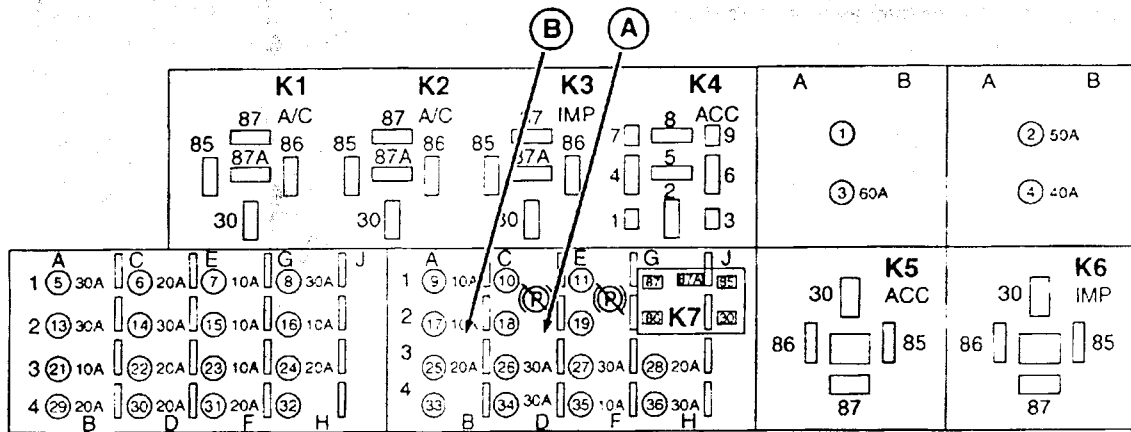 B A
K1 K2 K3 K4 A B A B
A/C A/C IMP ACC
87 87 87 8
85 86 85 86 85 86 7 9
87A 87A 87A 5
4 6
2
30 30 30 1 3
1 2 50A
3 60A 4 40A
A C E G J A C E G J
1 5 30A 6 20A 7 10A 8 30A 1 9 10A 10 P 11 P 87 87A 85
2 13 30A 14 30A 15 10A 16 10A 2 17 10A 18 19 K7 30
3 21 10A 22 20A 23 10A 24 20A 3 25 20A 26 30A 27 30A 28 20A
4 29 20A 30 20A 31 20A 32 4 33 34 30A 35 10A 36 30A
B D F H B D F H
K5 K6
30 ACC 30 IMP
86 85 86 85
87 87